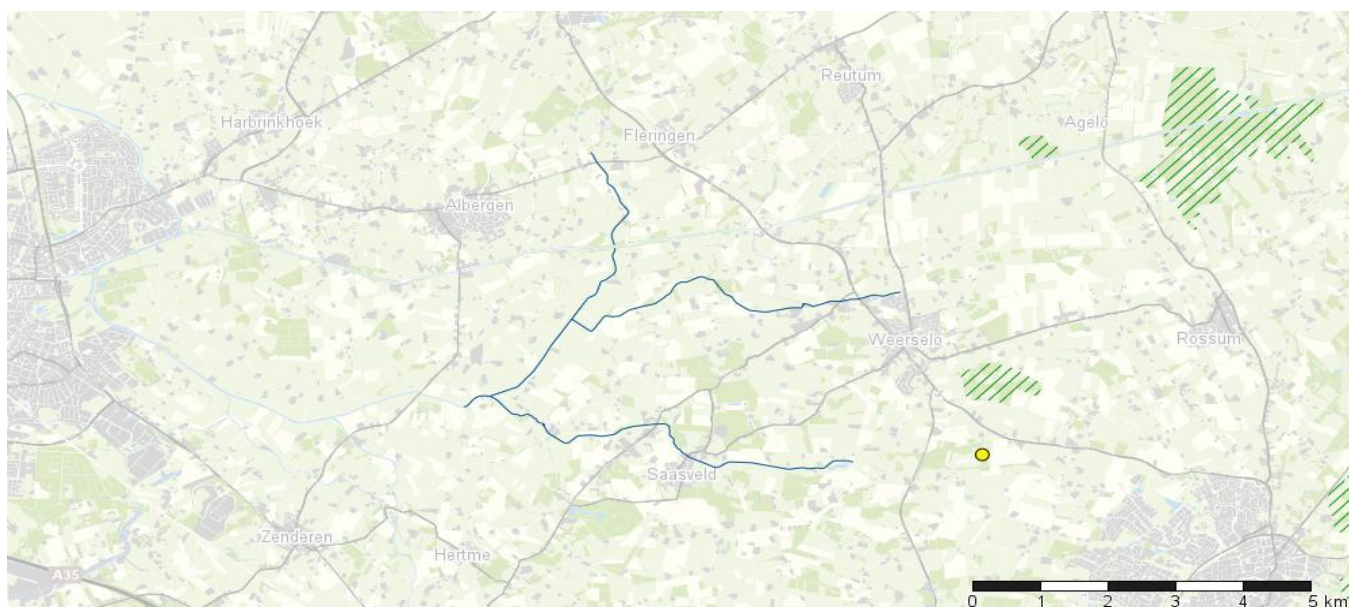 Reutum
Harbrinkhoek
Agelo
Fleringen
Albergen
Weerselo
Rossum
Saasveld
Zenderen
Hertme
A35
0 1 2 3 4 5 km